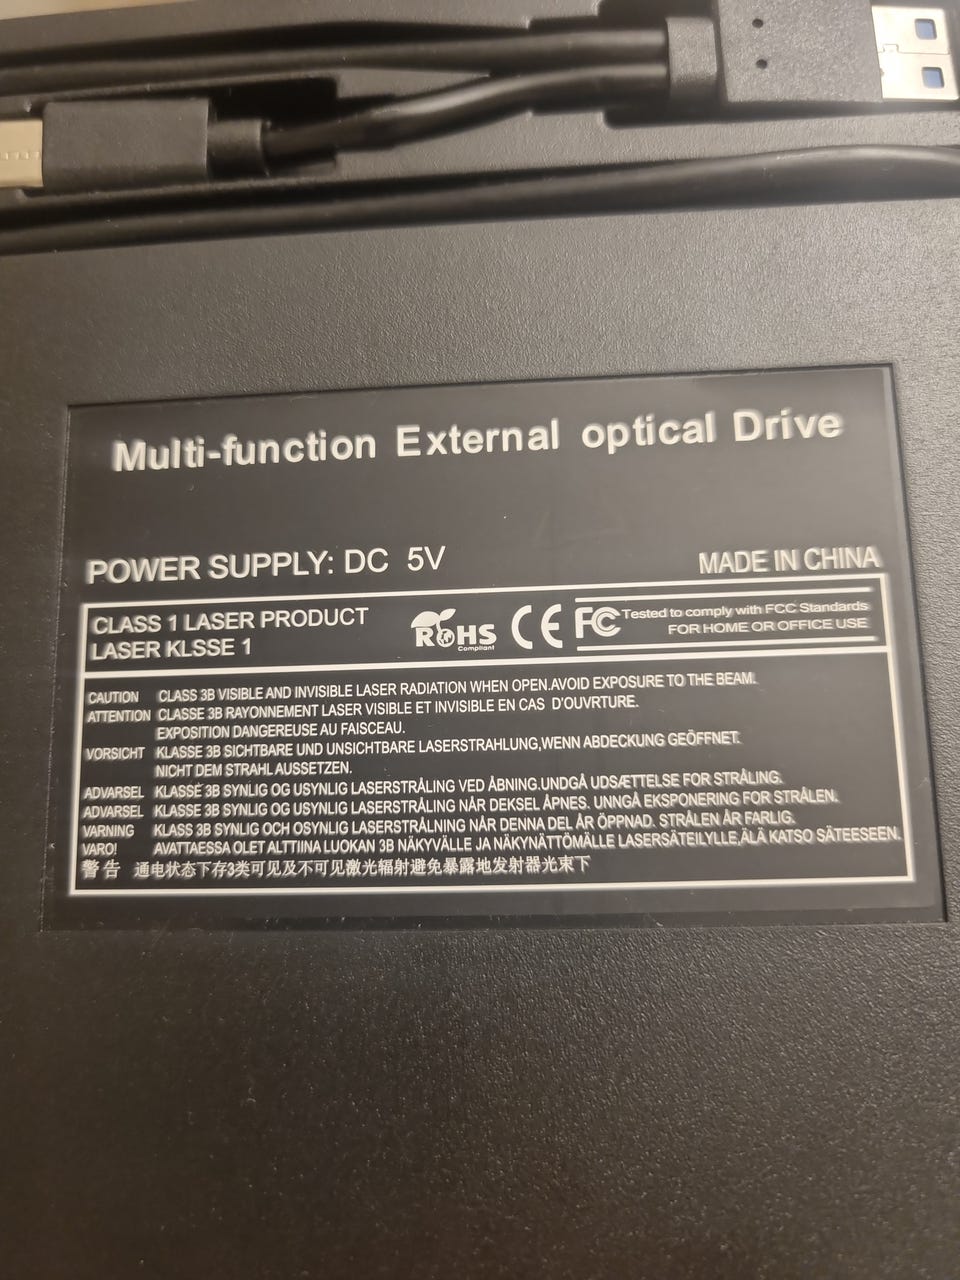 Multi-function External optical Drive
POWER SUPPLY: DC 5V
MADE IN CHINA
CLASS 1 LASER PRODUCT
LASER KLSSE 1
RoHS
Compliant
CE
FC
Tested to comply with FCC Standards
FOR HOME OR OFFICE USE
CAUTION CLASS 3B VISIBLE AND INVISIBLE LASER RADIATION WHEN OPEN.AVOID EXPOSURE TO THE BEAM.
ATTENTION CLASSE 3B RAYONNEMENT LASER VISIBLE ET INVISIBLE EN CAS D'OUVRTURE.
EXPOSITION DANGEREUSE AU FAISCEAU.
VORSICHT KLASSE 3B SICHTBARE UND UNSICHTBARE LASERSTRAHLUNG,WENN ABDECKUNG GEÖFFNET.
NICHT DEM STRAHL AUSSETZEN.
ADVARSEL KLASSE 3B SYNLIG OG USYNLIG LASERSTRÅLING VED ÅBNING.UNDGÅ UDSÆTTELSE FOR STRÅLING.
ADVARSEL KLASSE 3B SYNLIG OG USYNLIG LASERSTRÅLING NÅR DEKSEL ÅPNES. UNNGÅ EKSPONERING FOR STRÅLEN.
VARNING KLASS 3B SYNLIG OCH OSYNLIG LASERSTRÅLNING NÅR DENNA DEL ÅR ÖPPNAD. STRÅLEN ÅR FARLIG.
VARO! AVATTAESSA OLET ALTTIINA LUOKAN 3B NÄKYVÄLLE JA NÄKYNÄTTÖMÄLLE LASERSÄTEILYLLE,ÄLÄ KATSO SÄTEESEEN.
警告 通电状态下存3类可见及不可见激光辐射避免暴露地发射器光束下